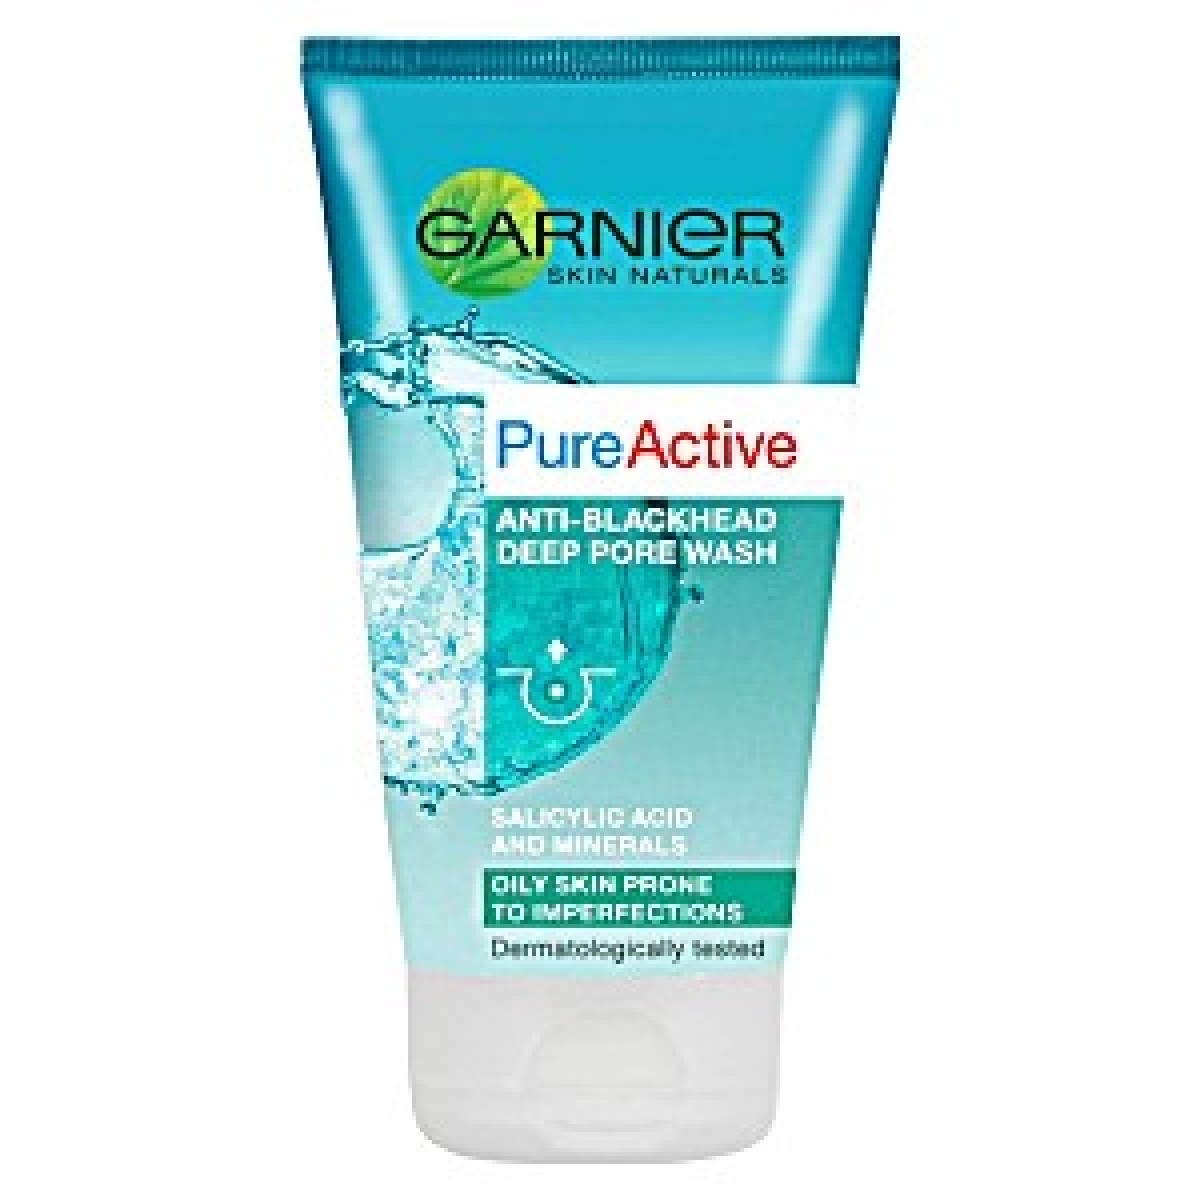 GARNIER
SKIN NATURALS
PureActive
ANTI-BLACKHEAD
DEEP PORE WASH
SALICYLIC ACID
AND MINERALS
OILY SKIN PRONE
TO IMPERFECTIONS
Dermatologically tested